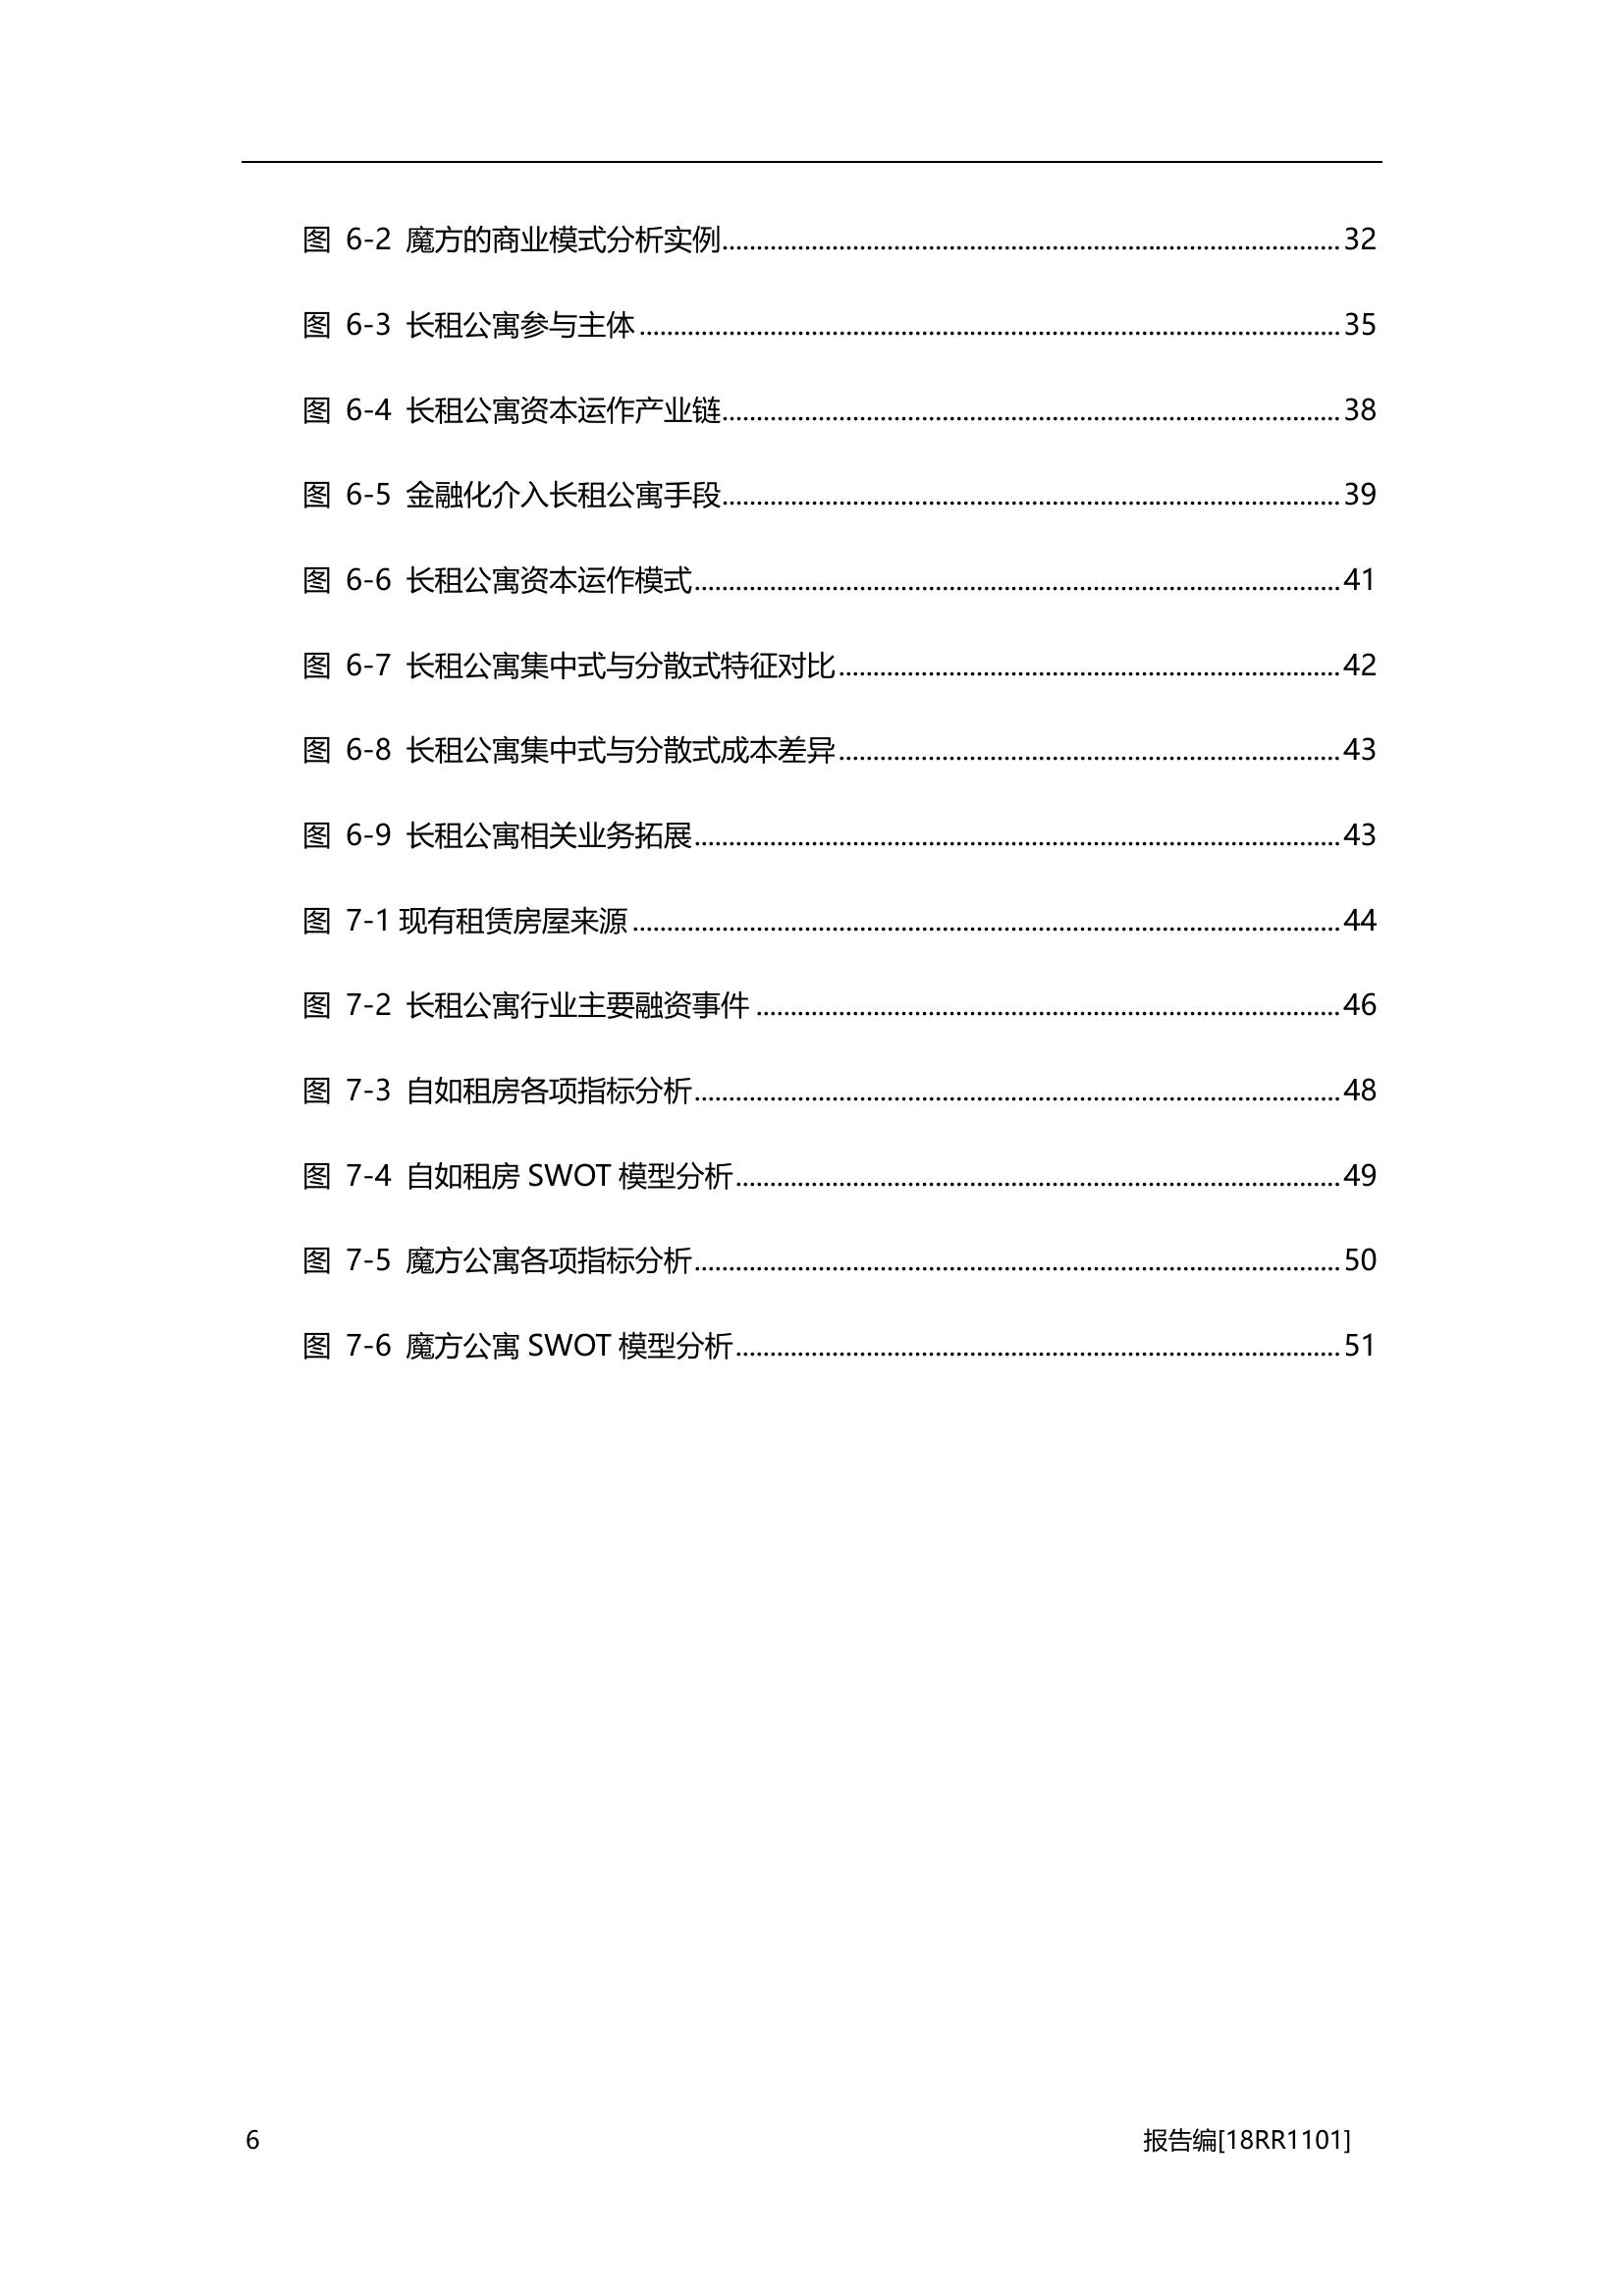 图 6-2 魔方的商业模式分析实例........................................32
图 6-3 长租公寓参与主体........................................35
图 6-4 长租公寓资本运作产业链........................................38
图 6-5 金融化介入长租公寓手段........................................39
图 6-6 长租公寓资本运作模式........................................41
图 6-7 长租公寓集中式与分散式特征对比........................................42
图 6-8 长租公寓集中式与分散式成本差异........................................43
图 6-9 长租公寓相关业务拓展........................................43
图 7-1现有租赁房屋来源........................................44
图 7-2 长租公寓行业主要融资事件........................................46
图 7-3 自如租房各项指标分析........................................48
图 7-4 自如租房 SWOT 模型分析........................................49
图 7-5 魔方公寓各项指标分析........................................50
图 7-6 魔方公寓 SWOT 模型分析........................................51
6 报告编[18RR1101]